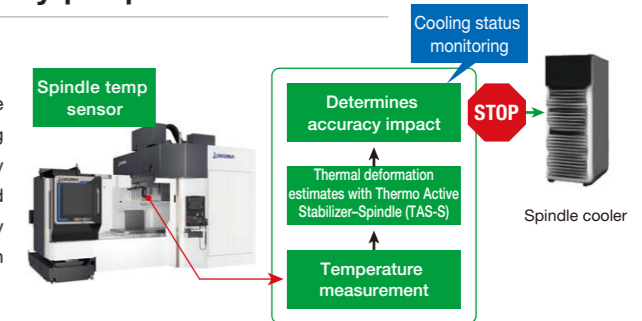 Cooling status
monitoring
Spindle temp
sensor
Determines
accuracy impact
STOP
Thermal deformation
estimates with Thermo Active
Stabilizer–Spindle (TAS-S)
Spindle cooler
Temperature
measurement
OKUMA